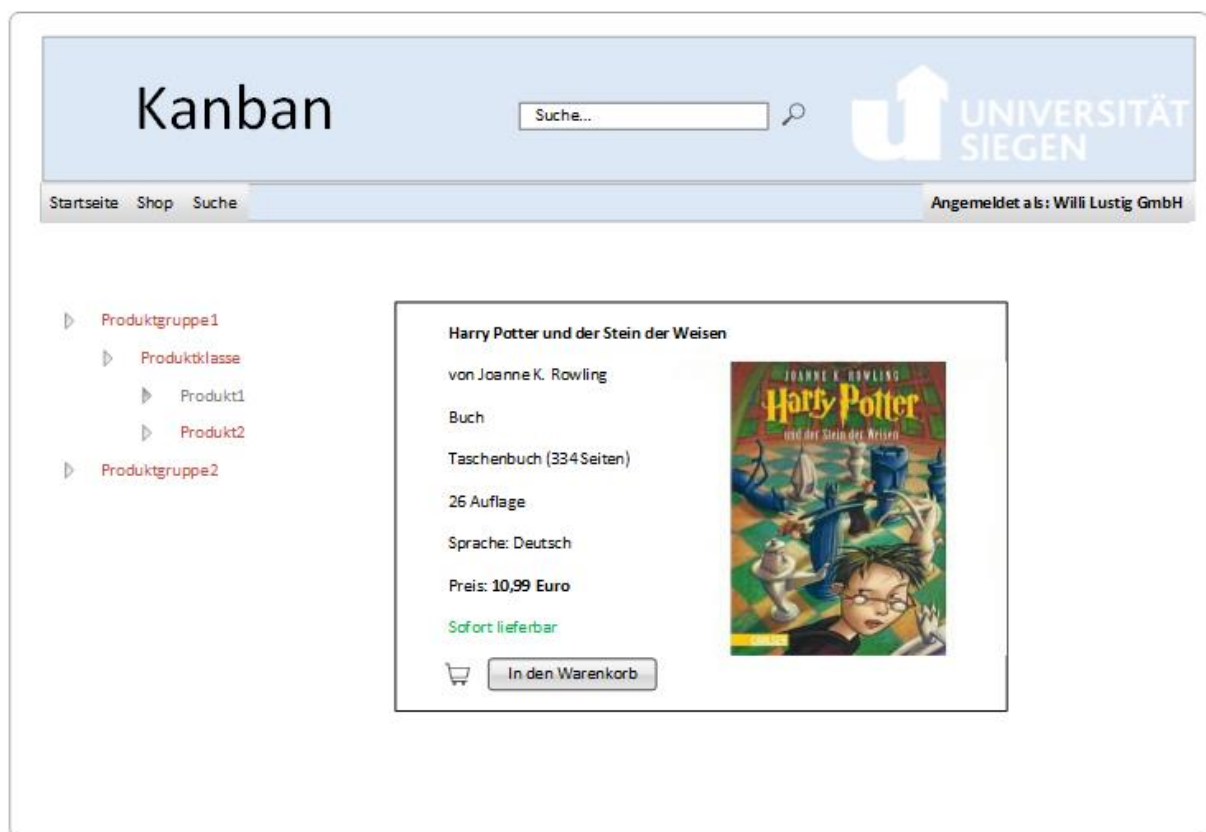 Kanban
Suche...
UNIVERSITÄT
SIEGEN
Startseite Shop Suche
Angemeldet als: Willi Lustig GmbH
Produktgruppe1
Produktklasse
Produkt1
Produkt2
Produktgruppe2
Harry Potter und der Stein der Weisen
von Joanne K. Rowling
Buch
Taschenbuch (334 Seiten)
26 Auflage
Sprache: Deutsch
Preis: 10,99 Euro
Sofort lieferbar
In den Warenkorb
JOANNE K. ROWLING
Harry Potter
und der Stein der Weisen
CARLSEN